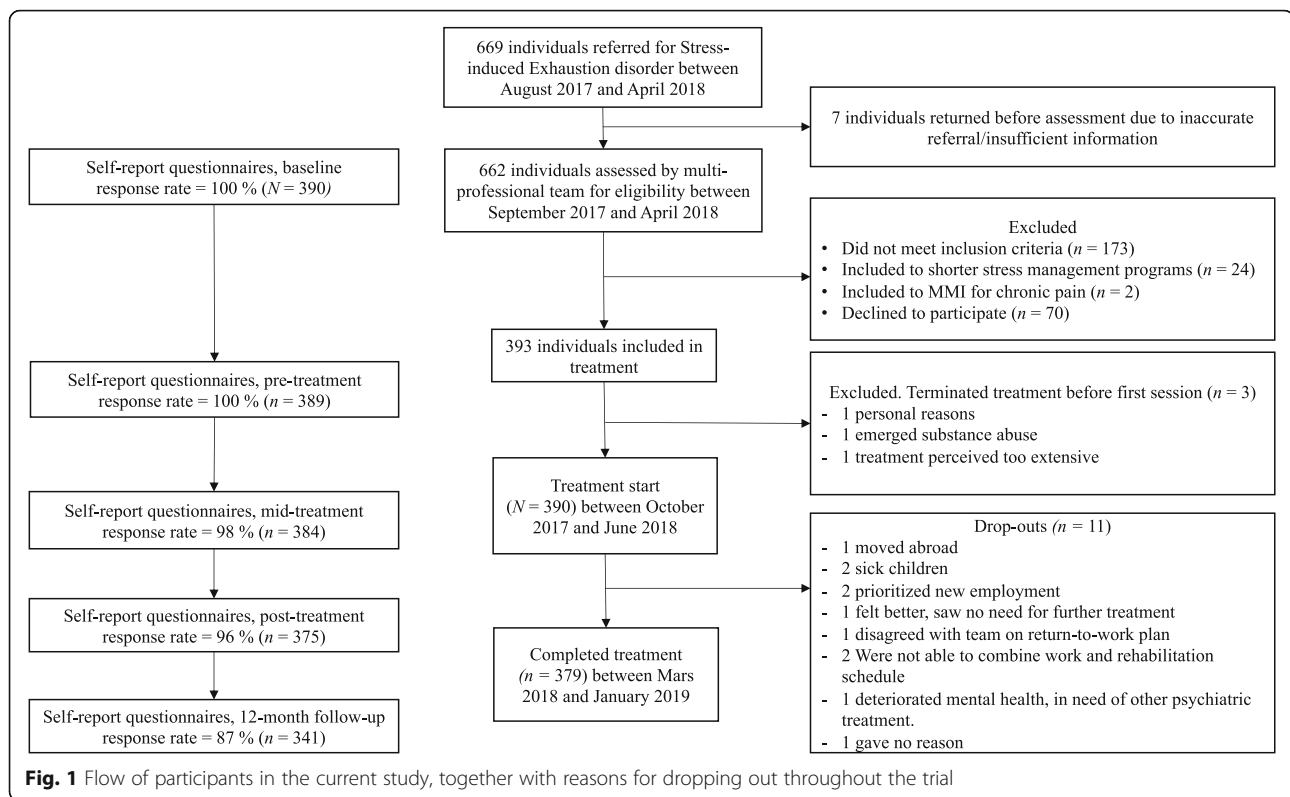 669 individuals referred for Stress-
induced Exhaustion disorder between
August 2017 and April 2018
7 individuals returned before assessment due to inaccurate
referral/insufficient information
Self-report questionnaires, baseline
response rate = 100 % (N = 390)
662 individuals assessed by multi-
professional team for eligibility between
September 2017 and April 2018
Excluded
• Did not meet inclusion criteria (n = 173)
• Included to shorter stress management programs (n = 24)
• Included to MMI for chronic pain (n = 2)
• Declined to participate (n = 70)
393 individuals included in
treatment
Self-report questionnaires, pre-treatment
response rate = 100 % (n = 389)
Excluded. Terminated treatment before first session (n = 3)
- 1 personal reasons
- 1 emerged substance abuse
- 1 treatment perceived too extensive
Treatment start
(N = 390) between October
2017 and June 2018
Self-report questionnaires, mid-treatment
response rate = 98 % (n = 384)
Drop-outs (n = 11)
- 1 moved abroad
- 2 sick children
- 2 prioritized new employment
- 1 felt better, saw no need for further treatment
- 1 disagreed with team on return-to-work plan
- 2 Were not able to combine work and rehabilitation
schedule
- 1 deteriorated mental health, in need of other psychiatric
treatment.
- 1 gave no reason
Self-report questionnaires, post-treatment
response rate = 96 % (n = 375)
Completed treatment
(n = 379) between Mars
2018 and January 2019
Self-report questionnaires, 12-month follow-up
response rate = 87 % (n = 341)
Fig. 1 Flow of participants in the current study, together with reasons for dropping out throughout the trial